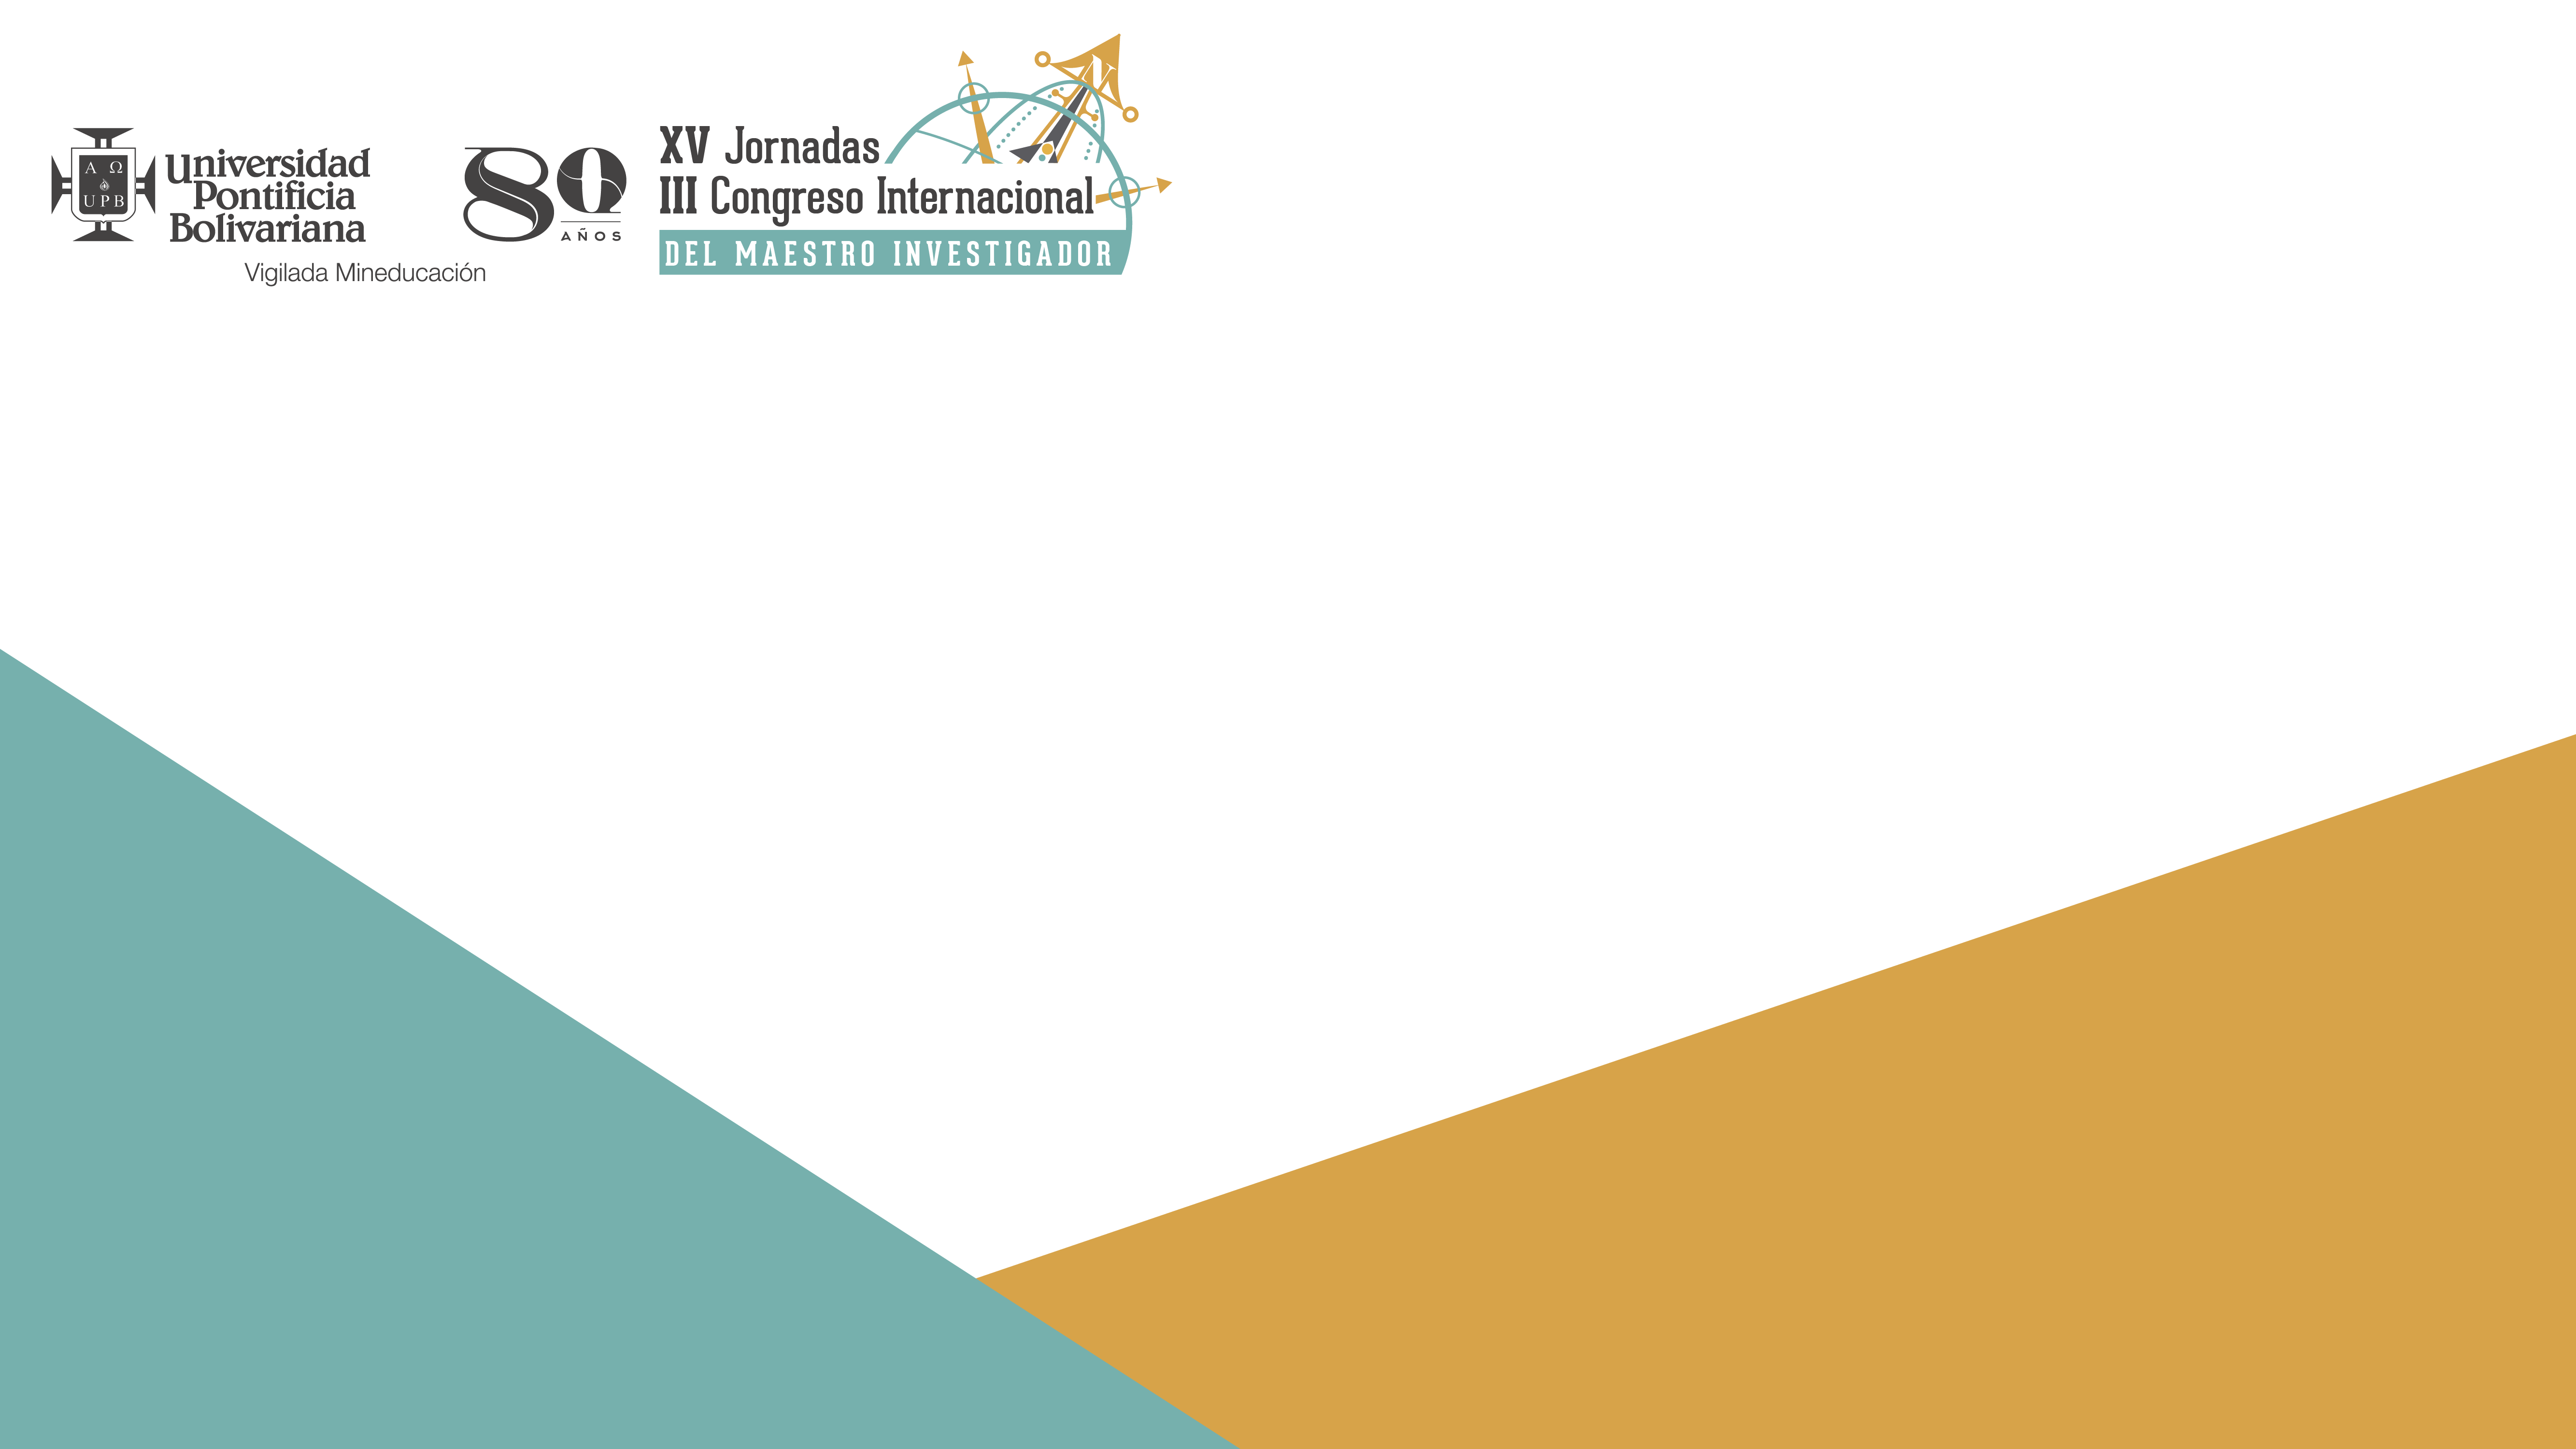 Α Ω
UPB
Universidad
Pontificia
Bolivariana
Vigilada Mineducación
80
AÑOS
XV Jornadas
III Congreso Internacional
DEL MAESTRO INVESTIGADOR
N